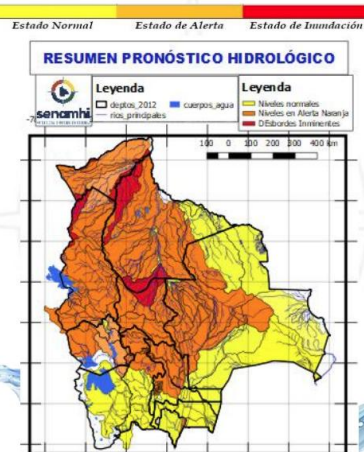 Estado Normal Estado de Alerta Estado de Inundación
RESUMEN PRONÓSTICO HIDROLÓGICO
senamhi
Leyenda
deptos_2012 cuerpos_agua
rios_principales
Leyenda
Niveles normales
Niveles en Alerta Naranja
DEsbordes Inminentes
100 0 100 200 300 400 km